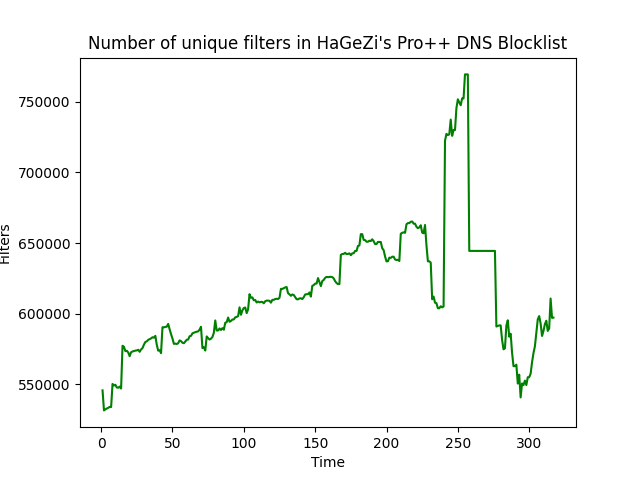 Number of unique filters in HaGeZi's Pro++ DNS Blocklist
750000
700000
650000
600000
550000
Filters
0 50 100 150 200 250 300
Time